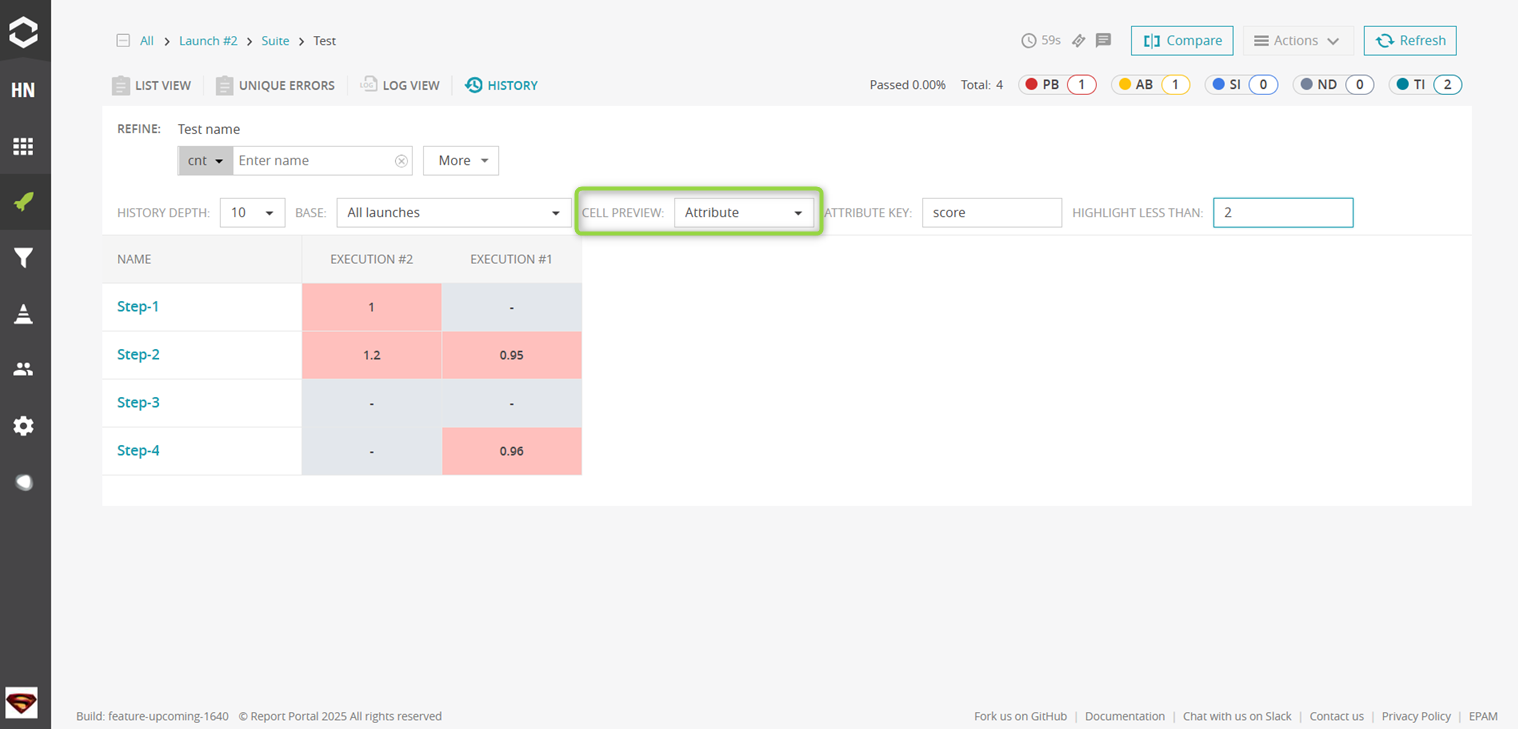 All > Launch #2 > Suite > Test 59s Compare Actions Refresh
HN
LIST VIEW UNIQUE ERRORS LOG LOG VIEW HISTORY Passed 0.00% Total: 4 PB 1 AB 1 SI 0 ND 0 TI 2
REFINE: Test name
cnt Enter name More
HISTORY DEPTH: 10 BASE: All launches CELL PREVIEW: Attribute ATTRIBUTE KEY: score HIGHLIGHT LESS THAN: 2
NAME EXECUTION #2 EXECUTION #1
Step-1 1 -
Step-2 1.2 0.95
Step-3 - -
Step-4 - 0.96
Build: feature-upcoming-1640 © Report Portal 2025 All rights reserved Fork us on GitHub | Documentation | Chat with us on Slack | Contact us | Privacy Policy | EPAM